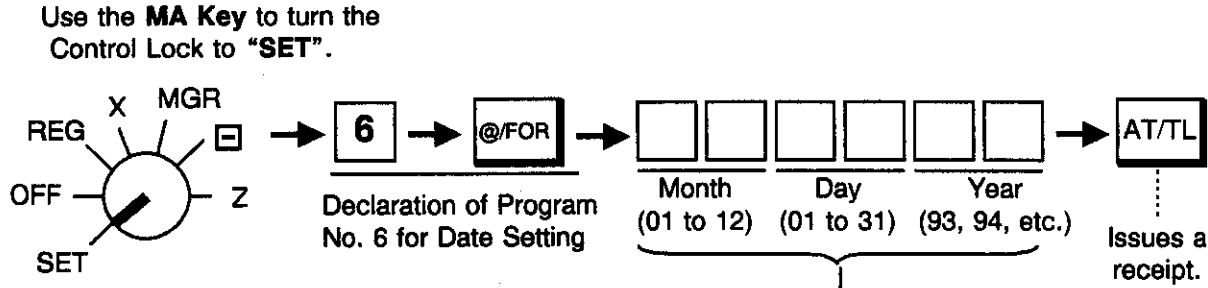 Use the MA Key to turn the
Control Lock to “SET”.
MGR
X
REG
OFF
SET
Z
6
@/FOR
AT/TL
Declaration of Program
No. 6 for Date Setting
Month
(01 to 12)
Day
(01 to 31)
Year
(93, 94, etc.)
Issues a
receipt.